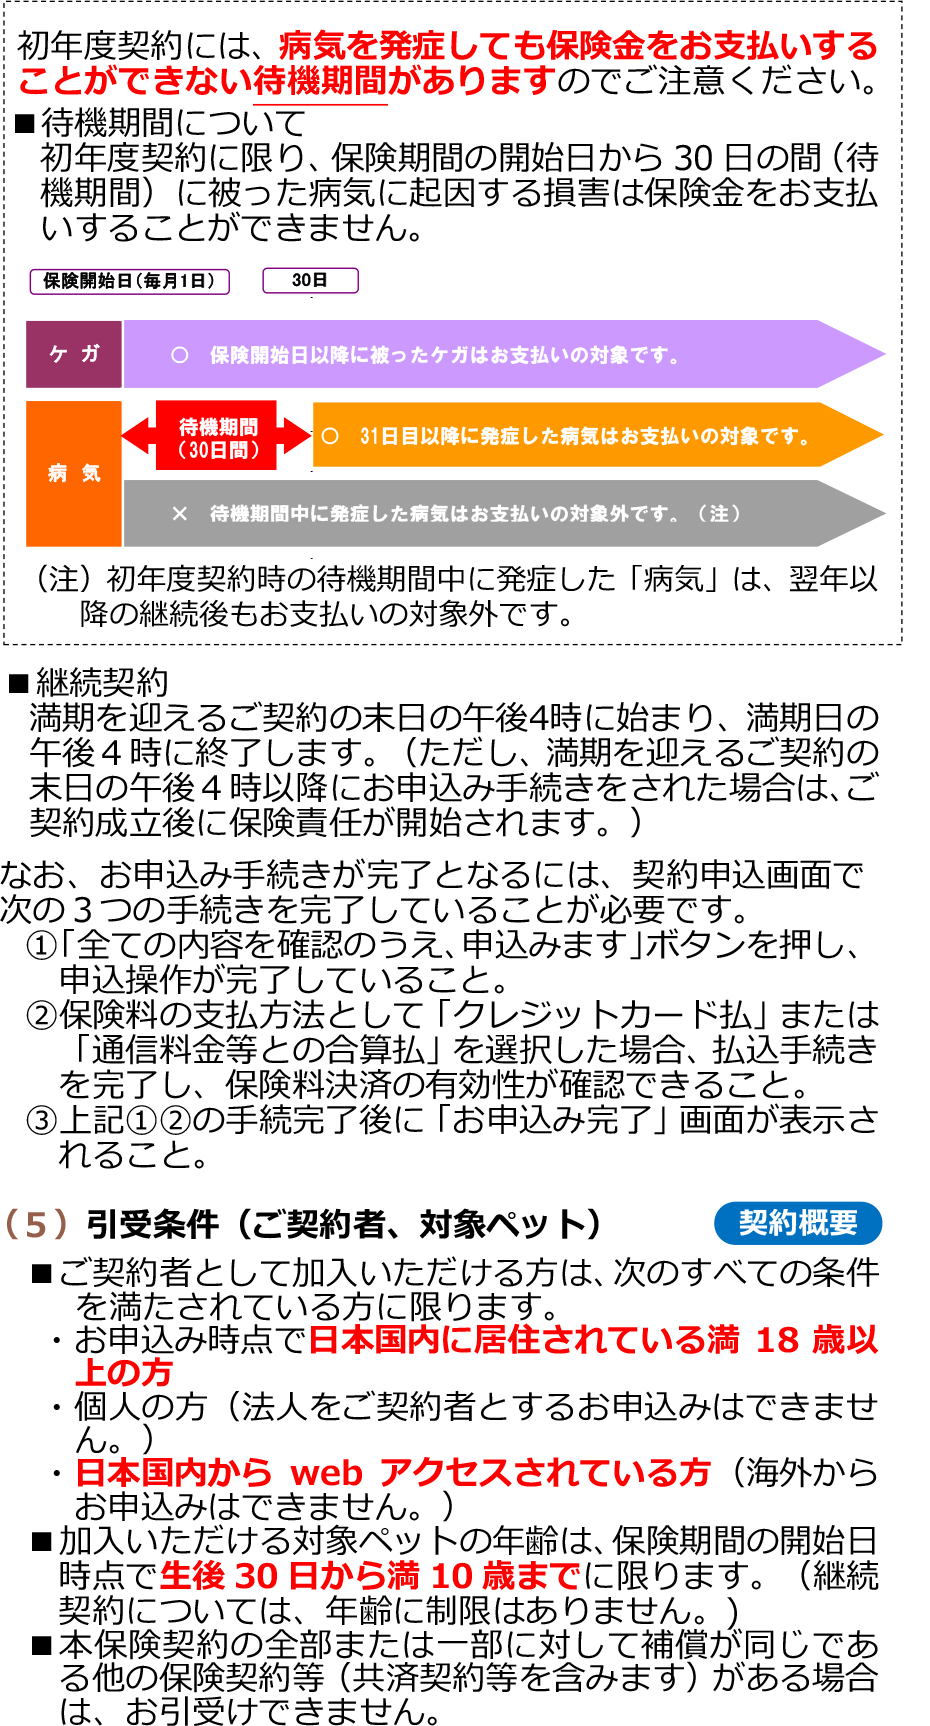 初年度契約には、病気を発症しても保険金をお支払いする
ことができない待機期間がありますのでご注意ください。
■待機期間について
初年度契約に限り、保険期間の開始日から 30 日の間（待
機期間）に被った病気に起因する損害は保険金をお支払
いすることができません。
保険開始日（毎月1日） 30日
ケ ガ
○ 保険開始日以降に被ったケガはお支払いの対象です。
待機期間
（30日間）
○ 31日目以降に発症した病気はお支払いの対象です。
病 気
× 待機期間中に発症した病気はお支払いの対象外です。（注）
（注）初年度契約時の待機期間中に発症した「病気」は、翌年以
降の継続後もお支払いの対象外です。
■継続契約
満期を迎えるご契約の末日の午後4時に始まり、満期日の
午後４時に終了します。（ただし、満期を迎えるご契約の
末日の午後４時以降にお申込み手続きをされた場合は、ご
契約成立後に保険責任が開始されます。）
なお、お申込み手続きが完了となるには、契約申込画面で
次の３つの手続きを完了していることが必要です。
①「全ての内容を確認のうえ、申込みます」ボタンを押し、
申込操作が完了していること。
②保険料の支払方法として「クレジットカード払」または
「通信料金等との合算払」を選択した場合、払込手続き
を完了し、保険料決済の有効性が確認できること。
③上記①②の手続完了後に「お申込み完了」画面が表示さ
れること。
（５）引受条件（ご契約者、対象ペット） 契約概要
■ご契約者として加入いただける方は、次のすべての条件
を満たされている方に限ります。
・お申込み時点で日本国内に居住されている満 18 歳以
上の方
・個人の方（法人をご契約者とするお申込みはできませ
ん。）
・日本国内から web アクセスされている方（海外から
お申込みはできません。）
■加入いただける対象ペットの年齢は、保険期間の開始日
時点で生後 30 日から満 10 歳までに限ります。（継続
契約については、年齢に制限はありません。)
■本保険契約の全部または一部に対して補償が同じであ
る他の保険契約等（共済契約等を含みます）がある場合
は、お引受けできません。